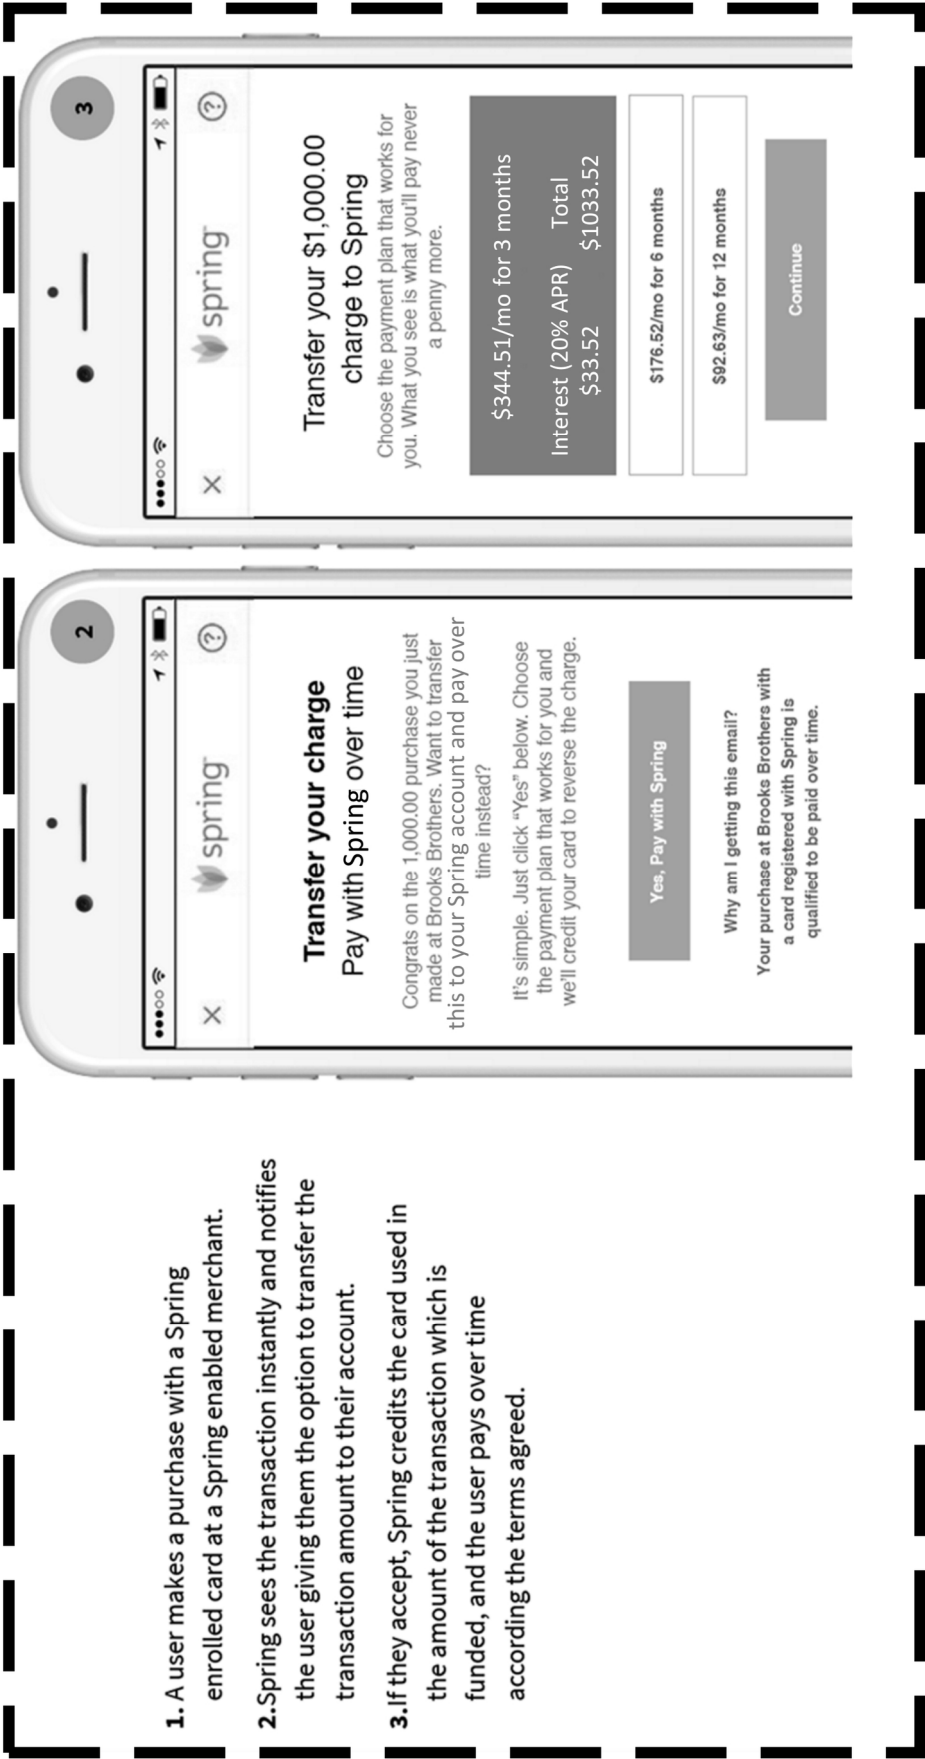 1. A user makes a purchase with a Spring
enrolled card at a Spring enabled merchant.
2.Spring sees the transaction instantly and notifies
the user giving them the option to transfer the
transaction amount to their account.
3.If they accept, Spring credits the card used in
the amount of the transaction which is
funded, and the user pays over time
according the terms agreed.
2
spring
Transfer your charge
Pay with Spring over time
Congrats on the 1,000.00 purchase you just
made at Brooks Brothers. Want to transfer
this to your Spring account and pay over
time instead?
It's simple. Just click “Yes” below. Choose
the payment plan that works for you and
we'll credit your card to reverse the charge.
Yes, Pay with Spring
Why am I getting this email?
Your purchase at Brooks Brothers with
a card registered with Spring is
qualified to be paid over time.
3
spring
Transfer your $1,000.00
charge to Spring
Choose the payment plan that works for
you. What you see is what you'll pay never
a penny more.
$344.51/mo for 3 months
Interest (20% APR) Total
$33.52 $1033.52
$176.52/mo for 6 months
$92.63/mo for 12 months
Continue